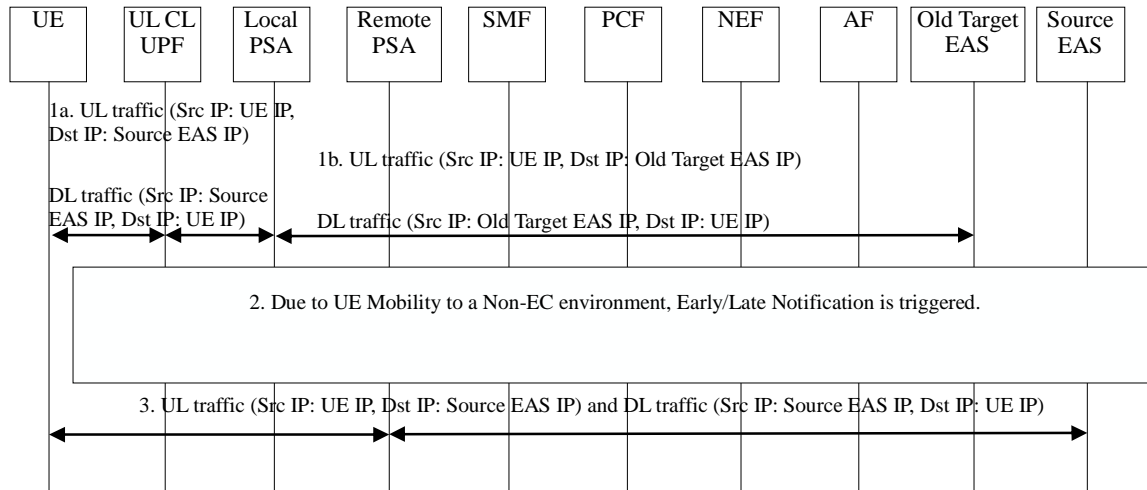 UE
UL CL
UPF
Local
PSA
Remote
PSA
SMF
PCF
NEF
AF
Old Target
EAS
Source
EAS
1a. UL traffic (Src IP: UE IP,
Dst IP: Source EAS IP)
1b. UL traffic (Src IP: UE IP, Dst IP: Old Target EAS IP)
DL traffic (Src IP: Source
EAS IP, Dst IP: UE IP)
DL traffic (Src IP: Old Target EAS IP, Dst IP: UE IP)
2. Due to UE Mobility to a Non-EC environment, Early/Late Notification is triggered.
3. UL traffic (Src IP: UE IP, Dst IP: Source EAS IP) and DL traffic (Src IP: Source EAS IP, Dst IP: UE IP)